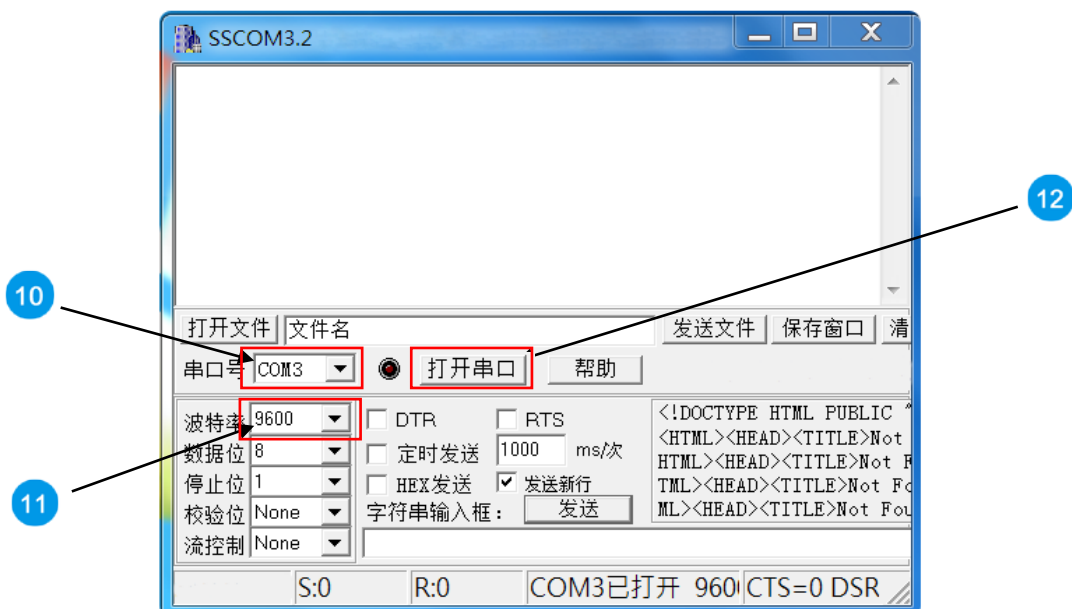 SSCOM3.2
12
10
打开文件 文件名 发送文件 保存窗口 清
串口号 COM3 打开串口 帮助
波特率 9600 DTR RTS
数据位 8 定时发送 1000 ms/次
停止位 1 HEX发送 发送新行
校验位 None 字符串输入框： 发送
流控制 None
<!DOCTYPE HTML PUBLIC "
<HTML><HEAD><TITLE>Not
HTML><HEAD><TITLE>Not F
TML><HEAD><TITLE>Not Fo
ML><HEAD><TITLE>Not Fou
11
S:0 R:0 COM3已打开 960 CTS=0 DSR